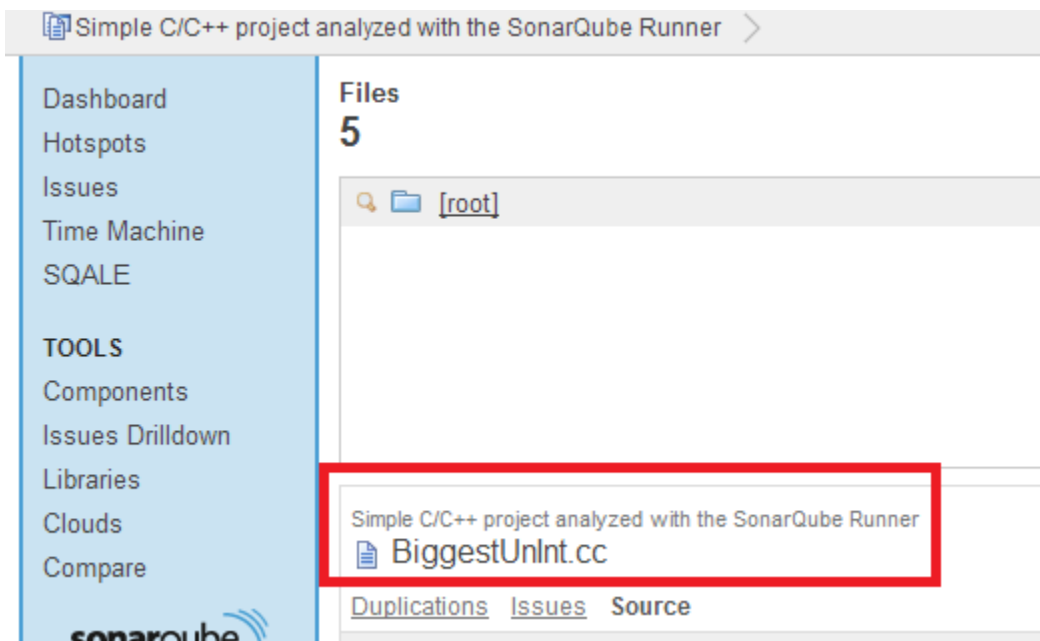 Simple C/C++ project analyzed with the SonarQube Runner
Dashboard
Hotspots
Issues
Time Machine
SQALE
TOOLS
Components
Issues Drilldown
Libraries
Clouds
Compare
sonarqube
Files
5
[root]
Simple C/C++ project analyzed with the SonarQube Runner
BiggestUnInt.cc
Duplications Issues Source